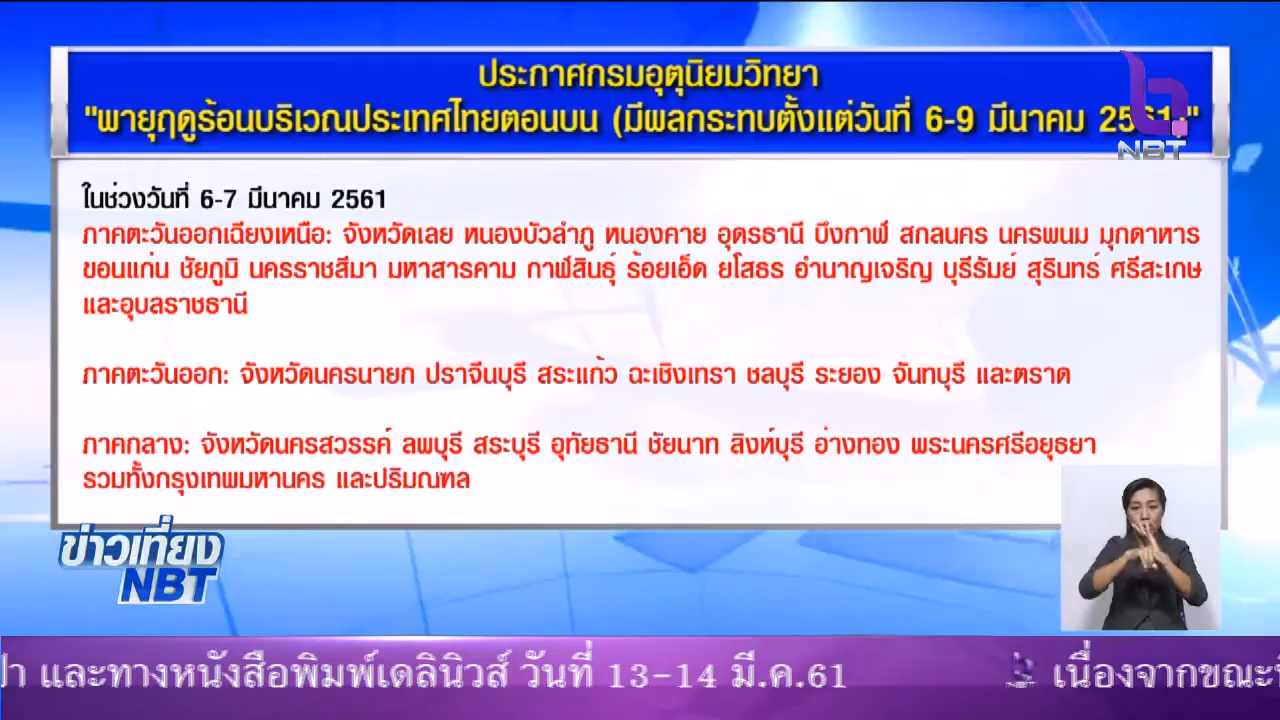 ประกาศกรมอุตุนิยมวิทยา
"พายุฤดูร้อนบริเวณประเทศไทยตอนบน (มีผลกระทบตั้งแต่วันที่ 6-9 มีนาคม 2561)"
NBT
ในช่วงวันที่ 6-7 มีนาคม 2561
ภาคตะวันออกเฉียงเหนือ: จังหวัดเลย หนองบัวลำภู หนองคาย อุดรธานี บึงกาฬ สกลนคร นครพนม มุกดาหาร
ขอนแก่น ชัยภูมิ นครราชสีมา มหาสารคาม กาฬสินธุ์ ร้อยเอ็ด ยโสธร อำนาญเจริญ บุรีรัมย์ สุรินทร์ ศรีสะเกษ
และอุบลราชธานี
ภาคตะวันออก: จังหวัดนครนายก ปราจีนบุรี สระแก้ว ฉะเชิงเทรา ชลบุรี ระยอง จันทบุรี และตราด
ภาคกลาง: จังหวัดนครสวรรค์ ลพบุรี สระบุรี อุทัยธานี ชัยนาท สิงห์บุรี อ่างทอง พระนครศรีอยุธยา
รวมทั้งกรุงเทพมหานคร และปริมณฑล
ข่าวเที่ยง
NBT
และทางหนังสือพิมพ์เดลินิวส์ วันที่ 13-14 มี.ค.61 เนื่องจากขณะ